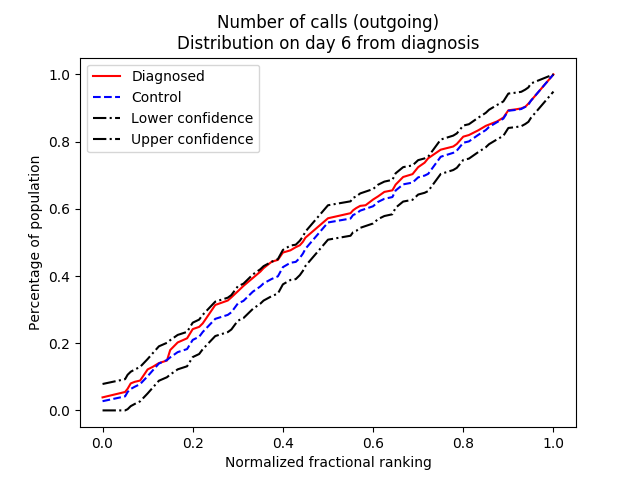 Number of calls (outgoing)
Distribution on day 6 from diagnosis
Diagnosed
Control
Lower confidence
Upper confidence
Percentage of population
1.0
0.8
0.6
0.4
0.2
0.0
0.0 0.2 0.4 0.6 0.8 1.0
Normalized fractional ranking